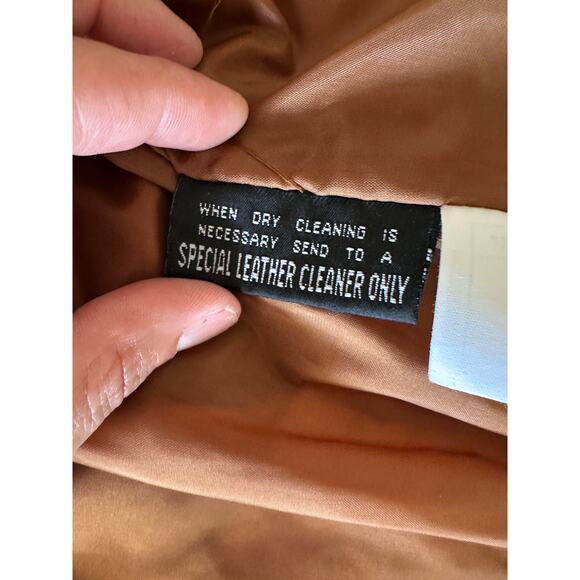 WHEN DRY CLEANING IS
NECESSARY SEND TO A
SPECIAL LEATHER CLEANER ONLY